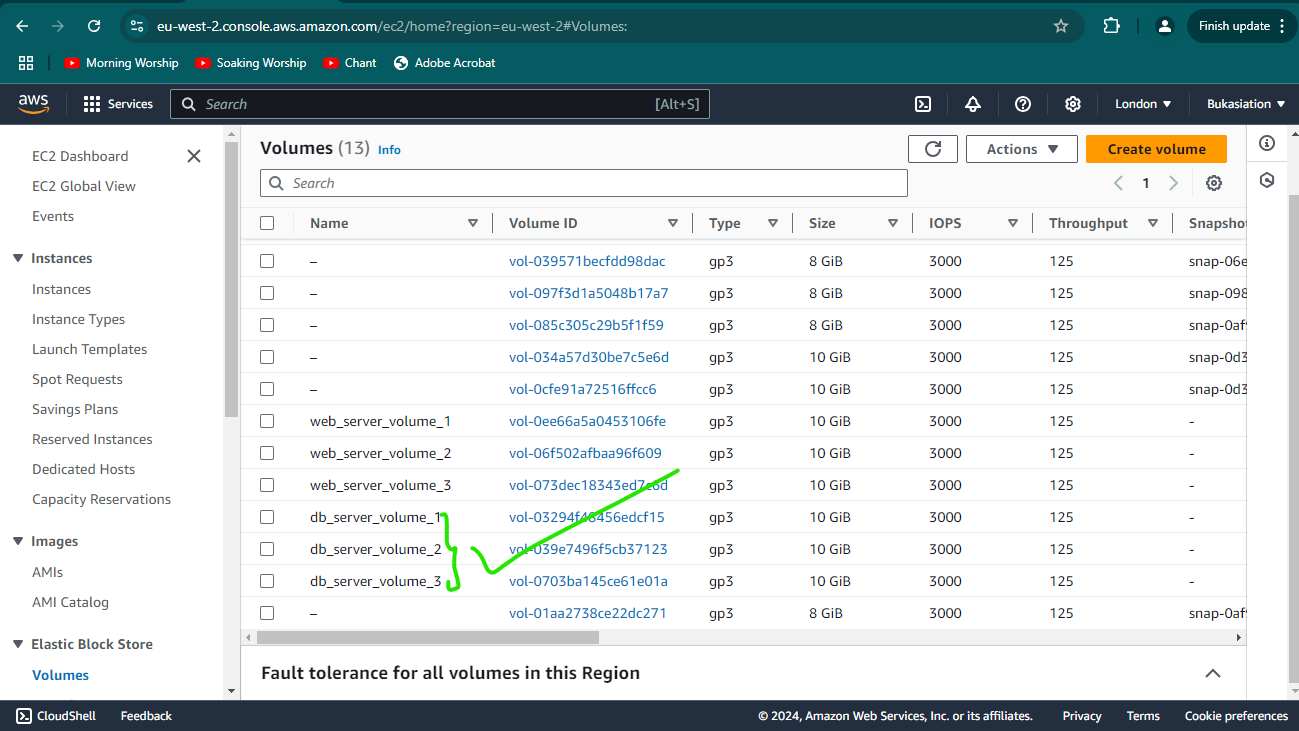 eu-west-2.console.aws.amazon.com/ec2/home?region=eu-west-2#Volumes:
Finish update
Morning Worship
Soaking Worship
Chant
Adobe Acrobat
aws
Services
Search
[Alt+S]
London
Bukasiation
EC2 Dashboard
EC2 Global View
Events
Instances
Instances
Instance Types
Launch Templates
Spot Requests
Savings Plans
Reserved Instances
Dedicated Hosts
Capacity Reservations
Images
AMIs
AMI Catalog
Elastic Block Store
Volumes
Volumes (13) Info
Actions
Create volume
Search
1
Name Volume ID Type Size IOPS Throughput Snapshot
– vol-039571becfdd98dac gp3 8 GiB 3000 125 snap-06e
– vol-097f3d1a5048b17a7 gp3 8 GiB 3000 125 snap-098
– vol-085c305c29b5f1f59 gp3 8 GiB 3000 125 snap-0af9
– vol-034a57d30be7c5e6d gp3 10 GiB 3000 125 snap-0d3
– vol-0cfe91a72516ffcc6 gp3 10 GiB 3000 125 snap-0d3
web_server_volume_1 vol-0ee66a5a0453106fe gp3 10 GiB 3000 125 -
web_server_volume_2 vol-06f502afbaa96f609 gp3 10 GiB 3000 125 -
web_server_volume_3 vol-073dec18343ed7c6d gp3 10 GiB 3000 125 -
db_server_volume_1 vol-03294f48456edcf15 gp3 10 GiB 3000 125 -
db_server_volume_2 vol-039e7496f5cb37123 gp3 10 GiB 3000 125 -
db_server_volume_3 vol-0703ba145ce61e01a gp3 10 GiB 3000 125 -
– vol-01aa2738ce22dc271 gp3 8 GiB 3000 125 snap-0af9
Fault tolerance for all volumes in this Region
CloudShell
Feedback
© 2024, Amazon Web Services, Inc. or its affiliates.
Privacy
Terms
Cookie preferences